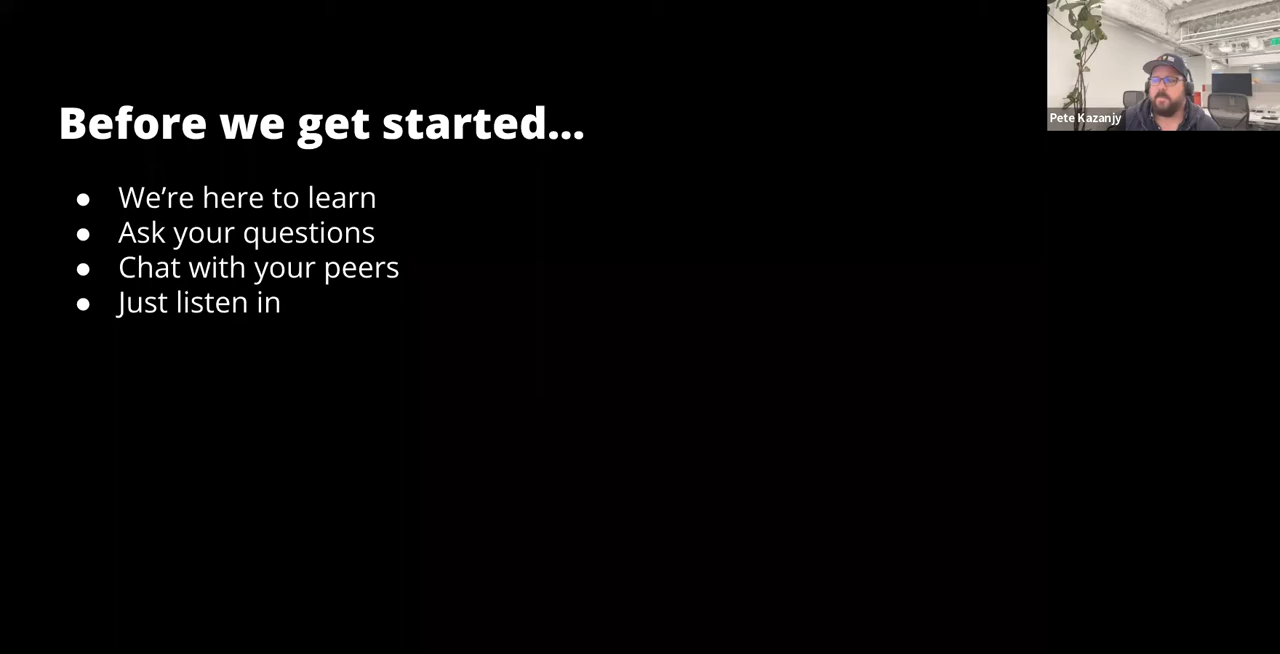 Before we get started...
● We’re here to learn
● Ask your questions
● Chat with your peers
● Just listen in
Pete Kazanjy